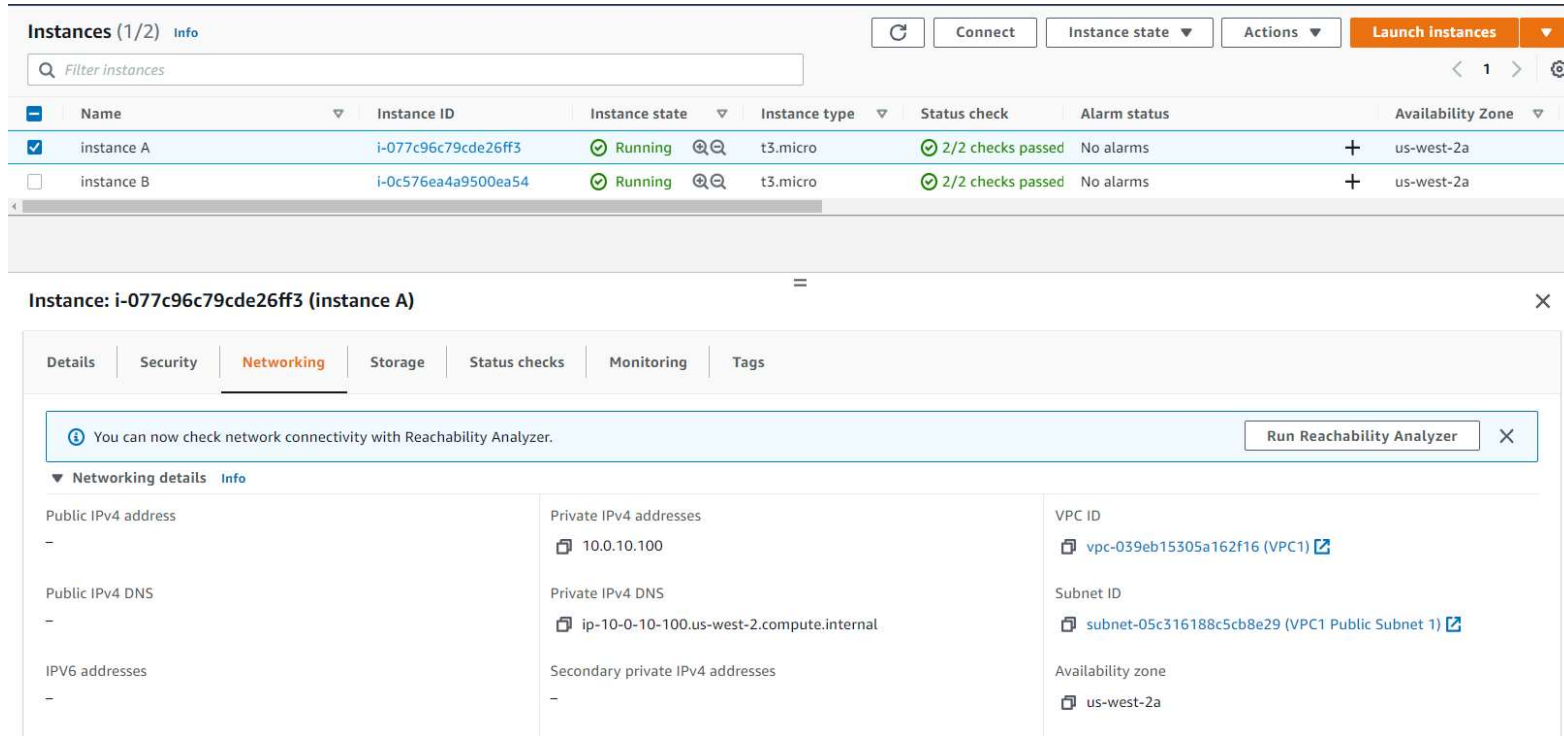 Instances (1/2) Info
Connect
Instance state
Actions
Launch instances
Filter instances
1
Name Instance ID Instance state Instance type Status check Alarm status Availability Zone
instance A i-077c96c79cde26ff3 Running t3.micro 2/2 checks passed No alarms + us-west-2a
instance B i-0c576ea4a9500ea54 Running t3.micro 2/2 checks passed No alarms + us-west-2a
Instance: i-077c96c79cde26ff3 (instance A)
Details Security Networking Storage Status checks Monitoring Tags
You can now check network connectivity with Reachability Analyzer. Run Reachability Analyzer
Networking details Info
Public IPv4 address Private IPv4 addresses VPC ID
– 10.0.10.100 vpc-039eb15305a162f16 (VPC1)
Public IPv4 DNS Private IPv4 DNS Subnet ID
– ip-10-0-10-100.us-west-2.compute.internal subnet-05c316188c5cb8e29 (VPC1 Public Subnet 1)
IPV6 addresses Secondary private IPv4 addresses Availability zone
– – us-west-2a